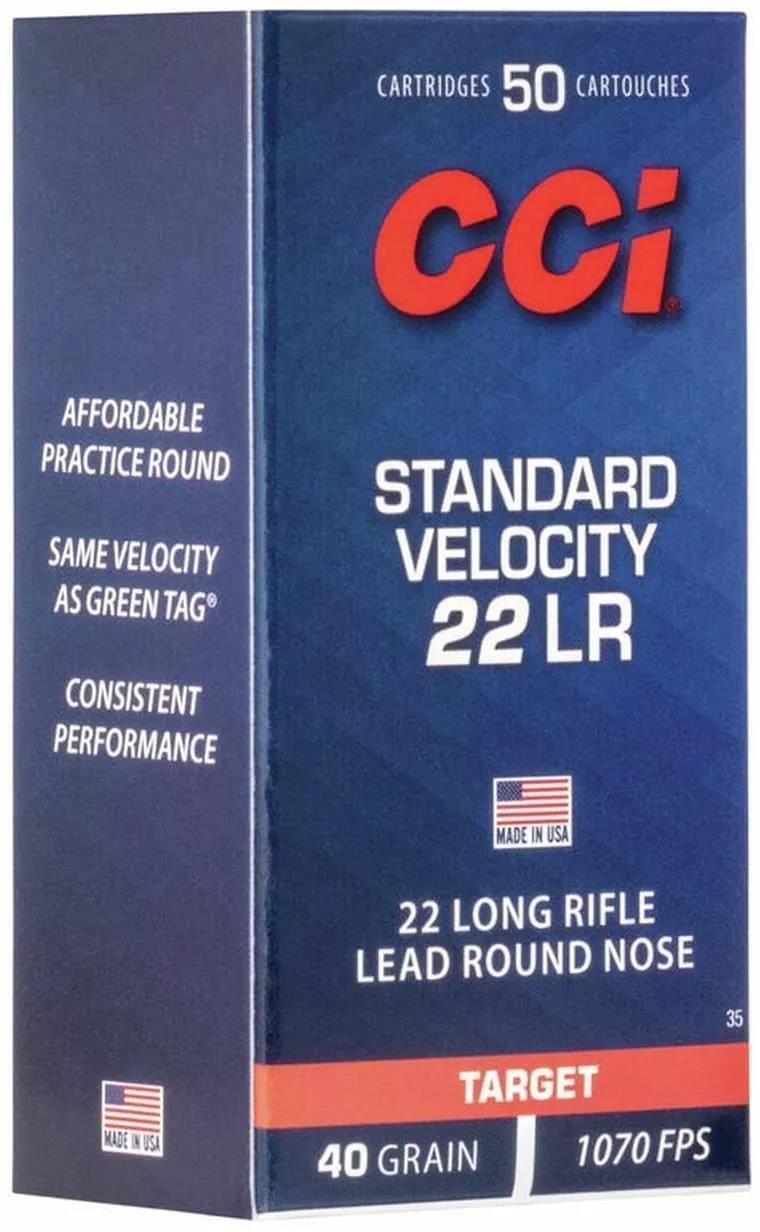 CARTRIDGES 50 CARTOUCHES
CCi®
STANDARD
VELOCITY
22 LR
MADE IN USA
22 LONG RIFLE
LEAD ROUND NOSE
35
TARGET
40 GRAIN
1070 FPS
AFFORDABLE
PRACTICE ROUND
SAME VELOCITY
AS GREEN TAG®
CONSISTENT
PERFORMANCE
MADE IN USA